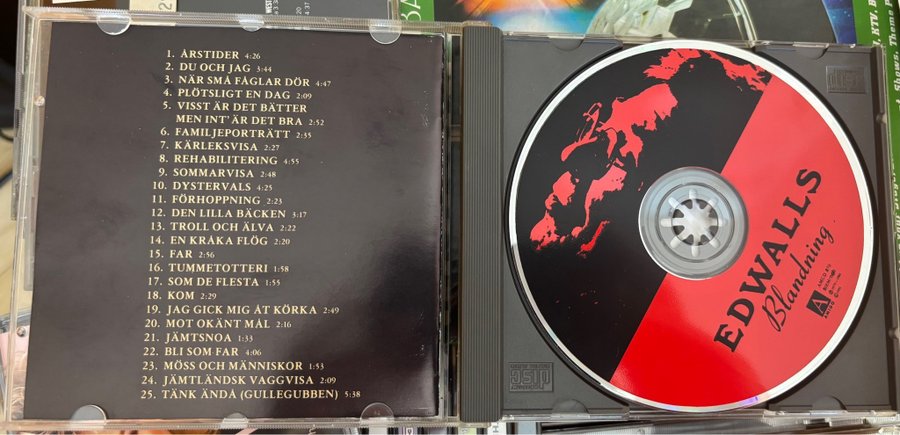 1. ÅRSTIDER 4:26
2. DU OCH JAG 3:44
3. NÄR SMÅ FÅGLAR DÖR 4:47
4. PLÖTSLIGT EN DAG 2:09
5. VISST ÄR DET BÄTTER
MEN INT' ÄR DET BRA 2:52
6. FAMILJEPORTRÄTT 2:35
7. KÄRLEKSVISA 2:27
8. REHABILITERING 4:55
9. SOMMARVISA 2:48
10. DYSTERVALS 4:25
11. FÖRHOPPNING 2:23
12. DEN LILLA BÄCKEN 3:17
13. TROLL OCH ÄLVA 2:22
14. EN KRÅKA FLÖG 2:20
15. FAR 2:56
16. TUMMETOTTERI 1:58
17. SOM DE FLESTA 1:55
18. KOM 2:29
19. JAG GICK MIG ÅT KÖRKA 2:49
20. MOT OKÄNT MÅL 2:16
21. JÄMTSNOA 1:33
22. BLI SOM FAR 4:06
23. MÖSS OCH MÄNNISKOR 1:53
24. JÄMTLÄNDSK VAGGVISA 2:09
25. TÄNK ÄNDA (GULLEGUBBEN) 5:38
EDWALLS
Blandning
A
AMIGO
COMPACT
disc
DIGITAL AUDIO